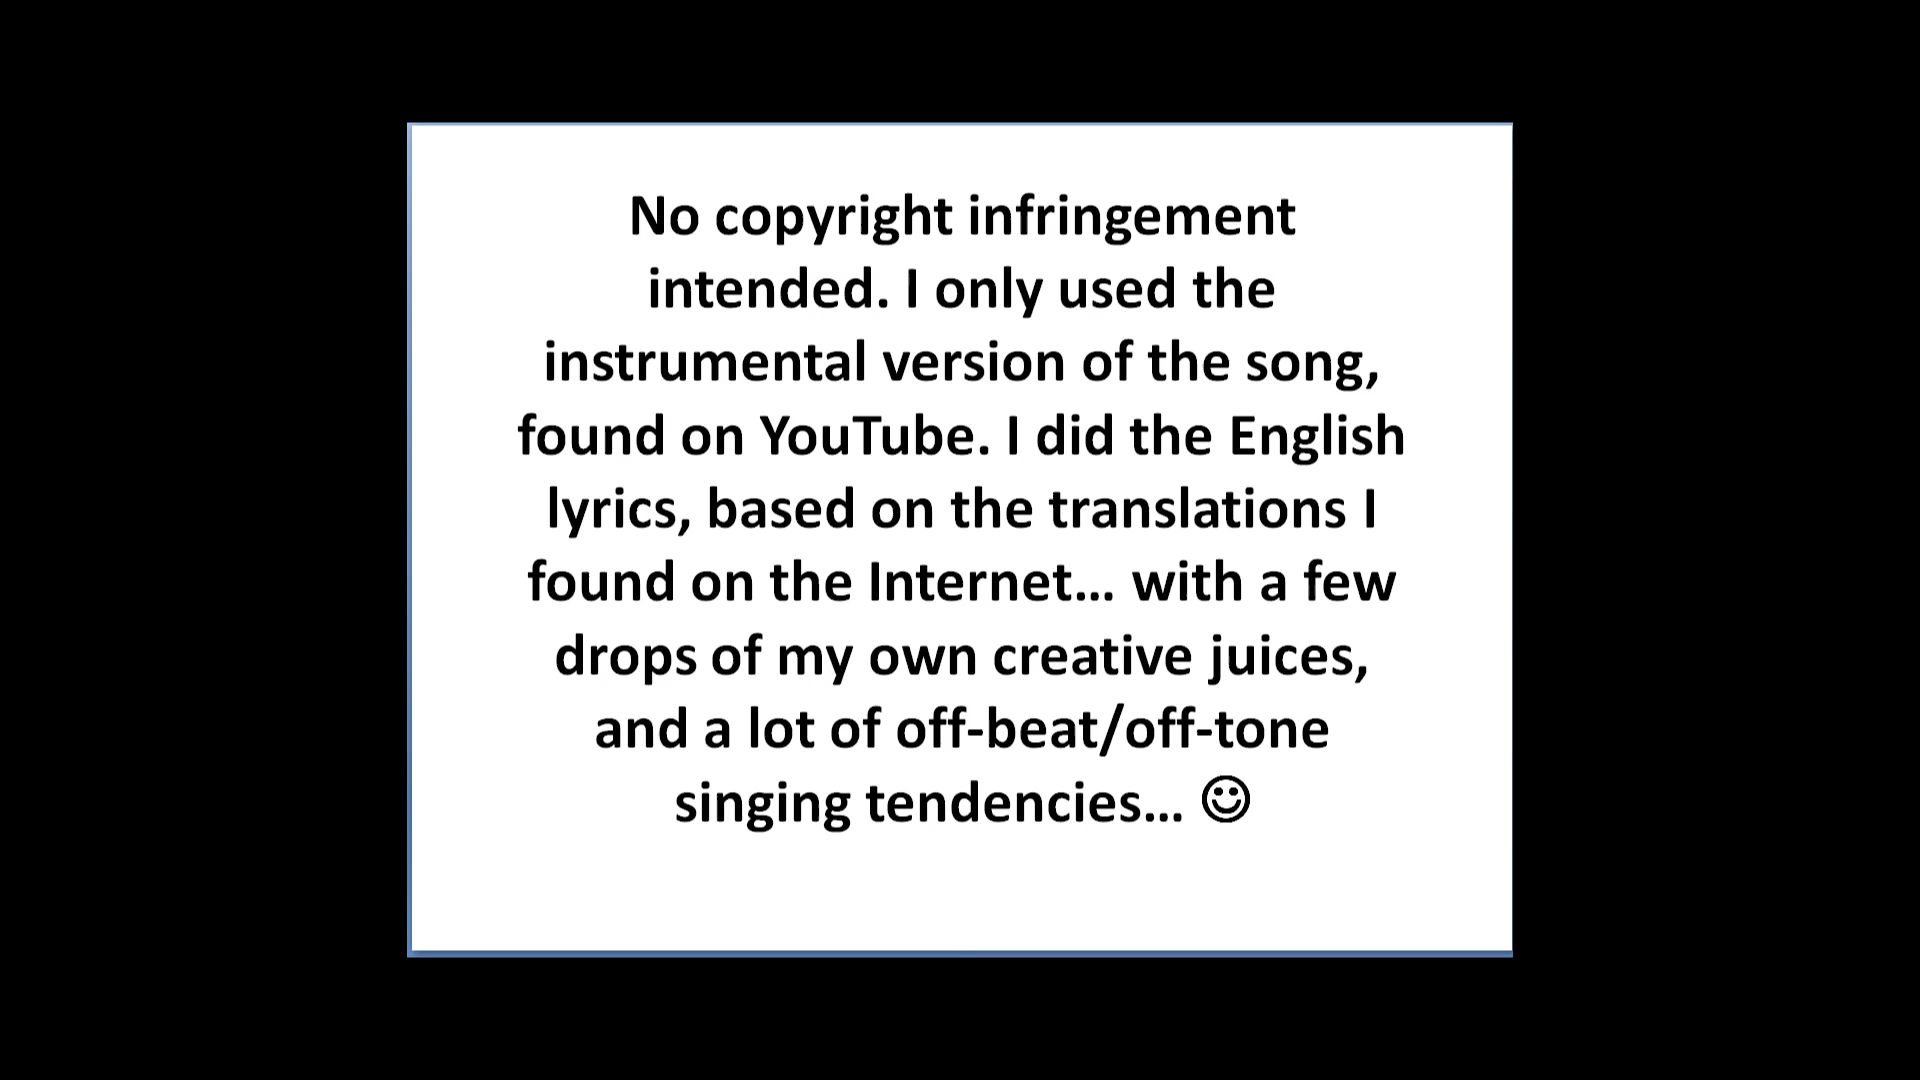 No copyright infringement
intended. I only used the
instrumental version of the song,
found on YouTube. I did the English
lyrics, based on the translations I
found on the Internet… with a few
drops of my own creative juices,
and a lot of off-beat/off-tone
singing tendencies… ☺